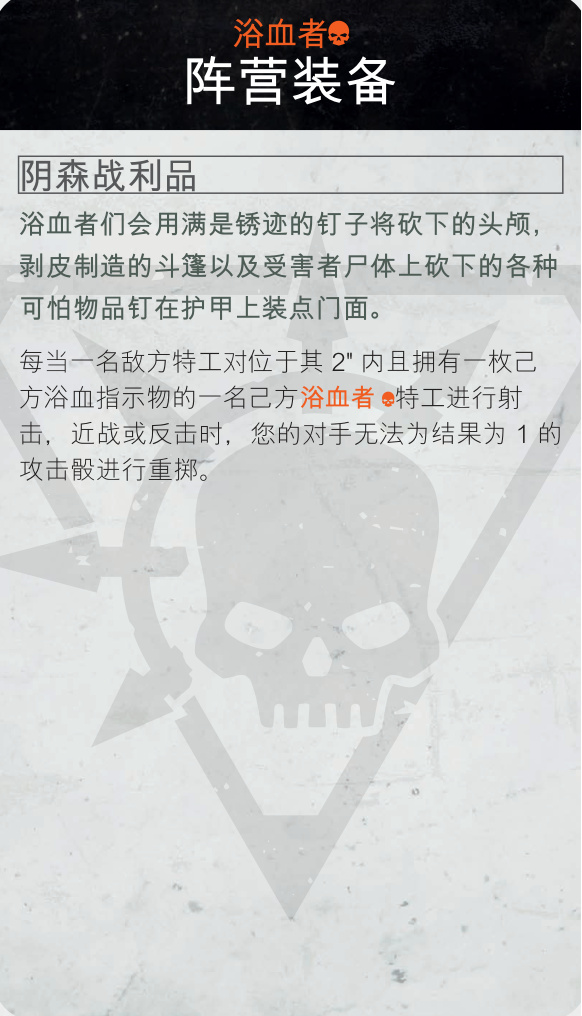 浴血者
阵营装备
阴森战利品
浴血者们会用满是锈迹的钉子将砍下的头颅，
剥皮制造的斗篷以及受害者尸体上砍下的各种
可怕物品钉在护甲上装点门面。
每当一名敌方特工对位于其 2" 内且拥有一枚己
方浴血指示物的一名己方浴血者特工进行射
击，近战或反击时，您的对手无法为结果为 1 的
攻击骰进行重掷。